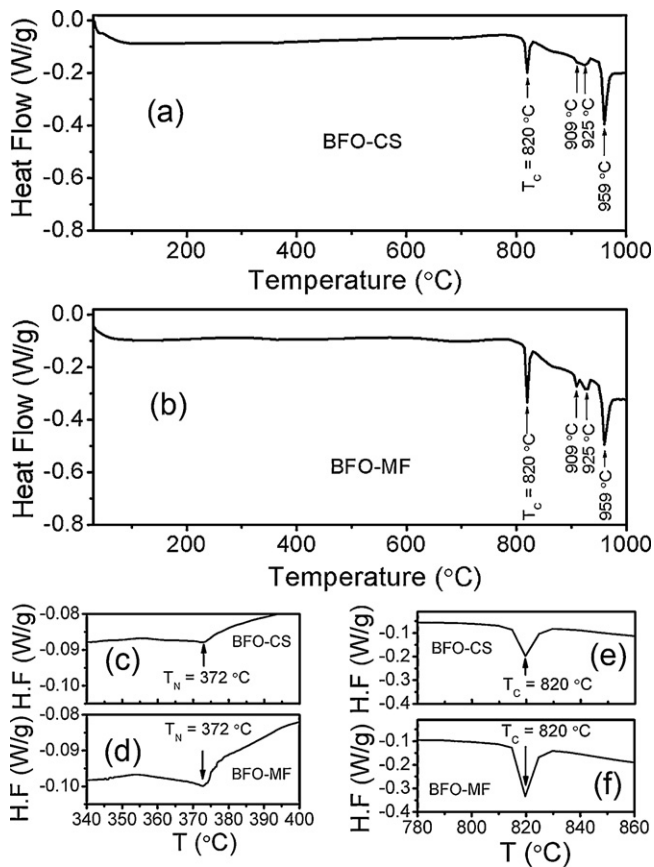 0.0
-0.2
-0.4
-0.6
-0.8
Heat Flow (W/g)
(a)
BFO-CS
T_C = 820 °C
909 °C
925 °C
959 °C
200 400 600 800 1000
Temperature (°C)
0.0
-0.2
-0.4
-0.6
-0.8
Heat Flow (W/g)
(b)
BFO-MF
T_C = 820 °C
909 °C
925 °C
959 °C
200 400 600 800 1000
Temperature (°C)
-0.08
-0.09
-0.10
H.F (W/g)
(c)
BFO-CS
T_N = 372 °C
-0.08
-0.09
-0.10
H.F (W/g)
(d)
T_N = 372 °C
BFO-MF
340 350 360 370 380 390 400
T (°C)
-0.1
-0.2
-0.3
-0.4
H.F (W/g)
BFO-CS
(e)
T_C = 820 °C
-0.1
-0.2
-0.3
-0.4
H.F (W/g)
T_C = 820 °C
BFO-MF
(f)
780 800 820 840 860
T (°C)